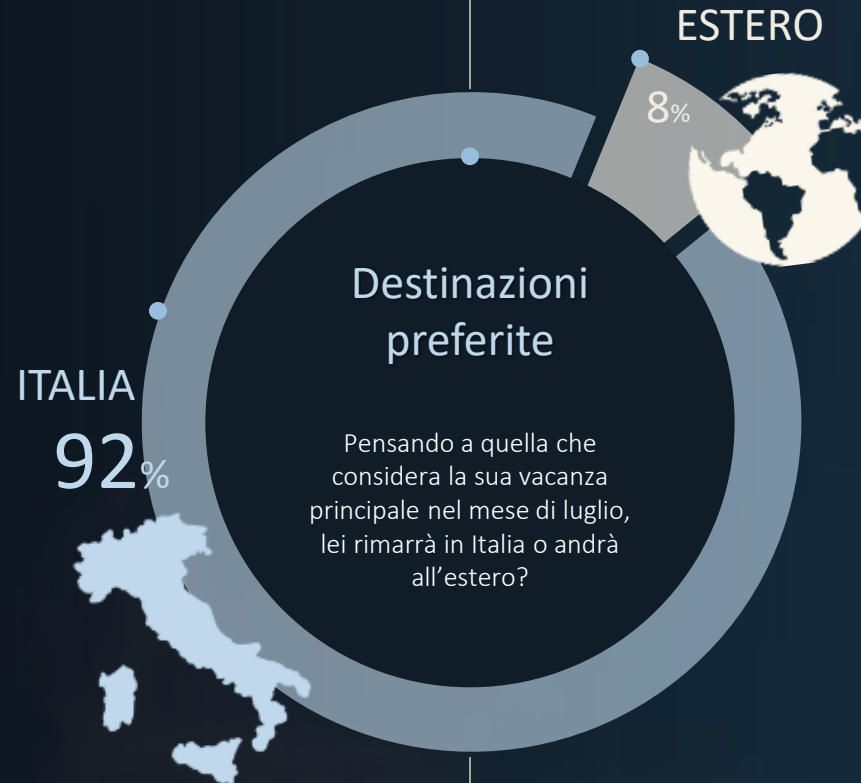 ESTERO
8%
Destinazioni
preferite
ITALIA
92%
Pensando a quella che
considera la sua vacanza
principale nel mese di luglio,
lei rimarrà in Italia o andrà
all’estero?